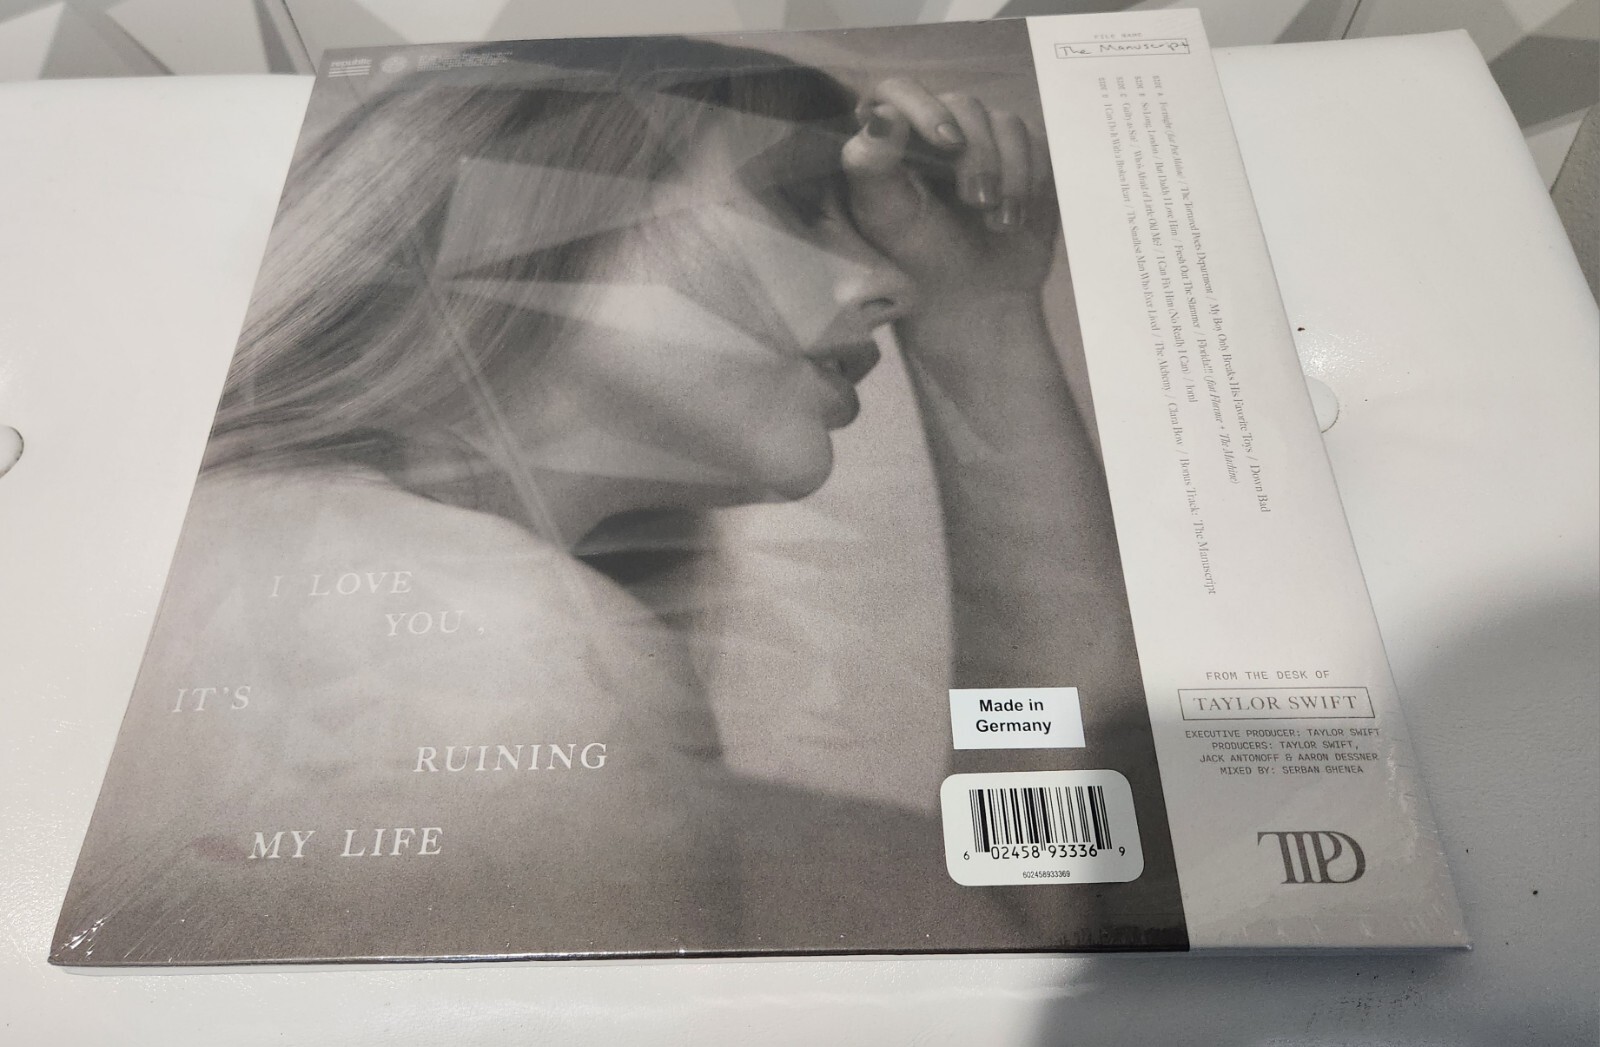 republic
FILE NAME
The Manuscript
SIDE A Fortnight (feat. Post Malone) / The Tortured Poets Department / My Boy Only Breaks His Favorite Toys / Down Bad
SIDE B So Long, London / But Daddy I Love Him / Fresh Out The Slammer / Florida!!! (feat. Florence + The Machine)
SIDE C Guilty as Sin? / Who's Afraid of Little Old Me? / I Can Fix Him (No Really I Can) / loml
SIDE D I Can Do It With a Broken Heart / The Smallest Man Who Ever Lived / The Alchemy / Clara Bow / Bonus Track: The Manuscript
I LOVE
YOU.
IT'S
RUINING
MY LIFE
Made in
Germany
6 02458 93336 9
602458933369
FROM THE DESK OF
TAYLOR SWIFT
EXECUTIVE PRODUCER: TAYLOR SWIFT
PRODUCERS: TAYLOR SWIFT,
JACK ANTONOFF & AARON DESSNER
MIXED BY: SERBAN GHENEA
TTPD